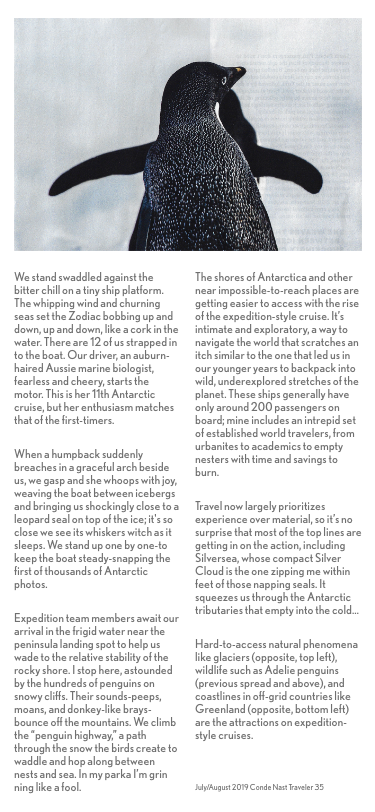 We stand swaddled against the
bitter chill on a tiny ship platform.
The whipping wind and churning
seas set the Zodiac bobbing up and
down, up and down, like a cork in the
water. There are 12 of us strapped in
to the boat. Our driver, an auburn-
haired Aussie marine biologist,
fearless and cheery, starts the
motor. This is her 11th Antarctic
cruise, but her enthusiasm matches
that of the first-timers.
When a humpback suddenly
breaches in a graceful arch beside
us, we gasp and she whoops with joy,
weaving the boat between icebergs
and bringing us shockingly close to a
leopard seal on top of the ice; it's so
close we see its whiskers witch as it
sleeps. We stand up one by one-to
keep the boat steady-snapping the
first of thousands of Antarctic
photos.
Expedition team members await our
arrival in the frigid water near the
peninsula landing spot to help us
wade to the relative stability of the
rocky shore. I stop here, astounded
by the hundreds of penguins on
snowy cliffs. Their sounds-peeps,
moans, and donkey-like brays-
bounce off the mountains. We climb
the "penguin highway," a path
through the snow the birds create to
waddle and hop along between
nests and sea. In my parka I'm grin
ning like a fool.
The shores of Antarctica and other
near impossible-to-reach places are
getting easier to access with the rise
of the expedition-style cruise. It's
intimate and exploratory, a way to
navigate the world that scratches an
itch similar to the one that led us in
our younger years to backpack into
wild, underexplored stretches of the
planet. These ships generally have
only around 200 passengers on
board; mine includes an intrepid set
of established world travelers, from
urbanites to academics to empty
nesters with time and savings to
burn.
Travel now largely prioritizes
experience over material, so it's no
surprise that most of the top lines are
getting in on the action, including
Silversea, whose compact Silver
Cloud is the one zipping me within
feet of those napping seals. It
squeezes us through the Antarctic
tributaries that empty into the cold...
Hard-to-access natural phenomena
like glaciers (opposite, top left),
wildlife such as Adelie penguins
(previous spread and above), and
coastlines in off-grid countries like
Greenland (opposite, bottom left)
are the attractions on expedition-
style cruises.
July/August 2019 Conde Nast Traveler 35